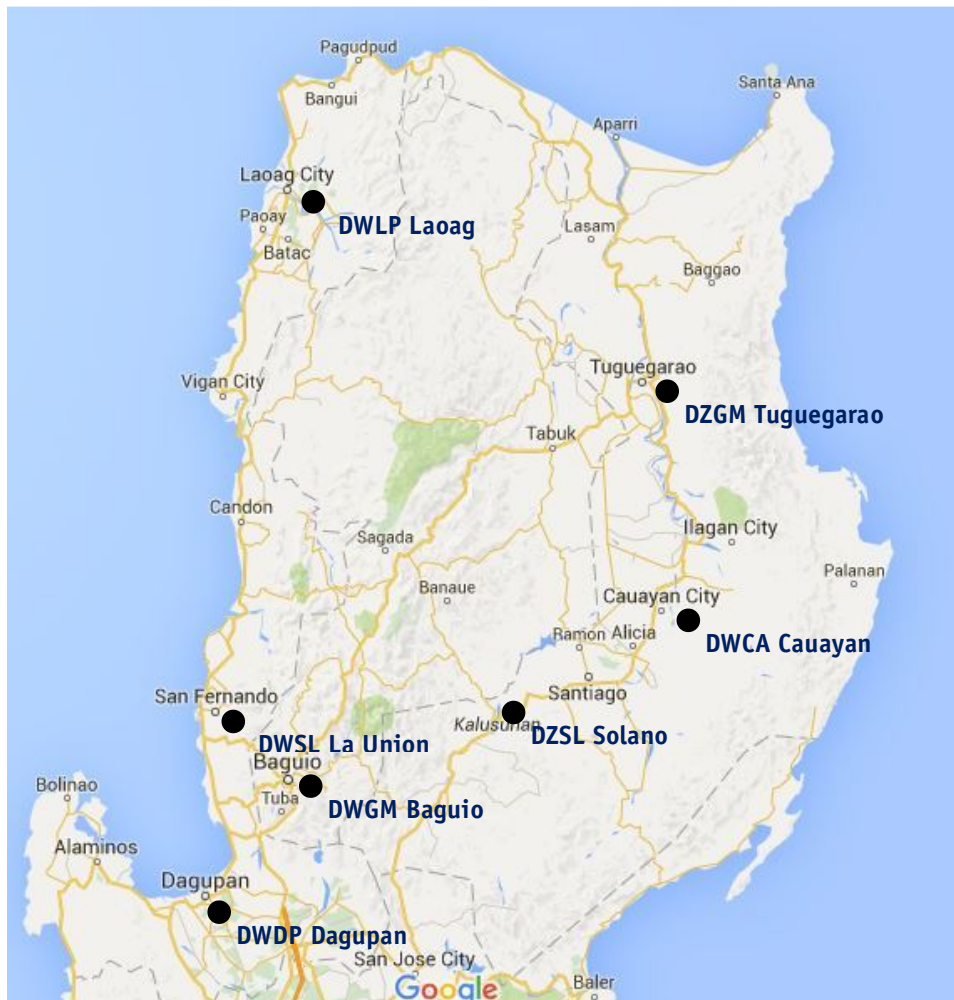 Pagudpud
Santa Ana
Bangui
Aparri
Laoag City
DWLP Laoag
Paoay
Lasam
Batac
Baggao
Tuguegarao
Vigan City
DZGM Tuguegarao
Tabuk
Candon
Ilagan City
Sagada
Palanan
Banaue
Cauayan City
Ramon
Alicia
DWCA Cauayan
Santiago
San Fernando
Kalusuhan
DZSL Solano
DWSL La Union
Baguio
Bolinao
Tuba
DWGM Baguio
Alaminos
Dagupan
DWDP Dagupan
San Jose City
Baler
Google